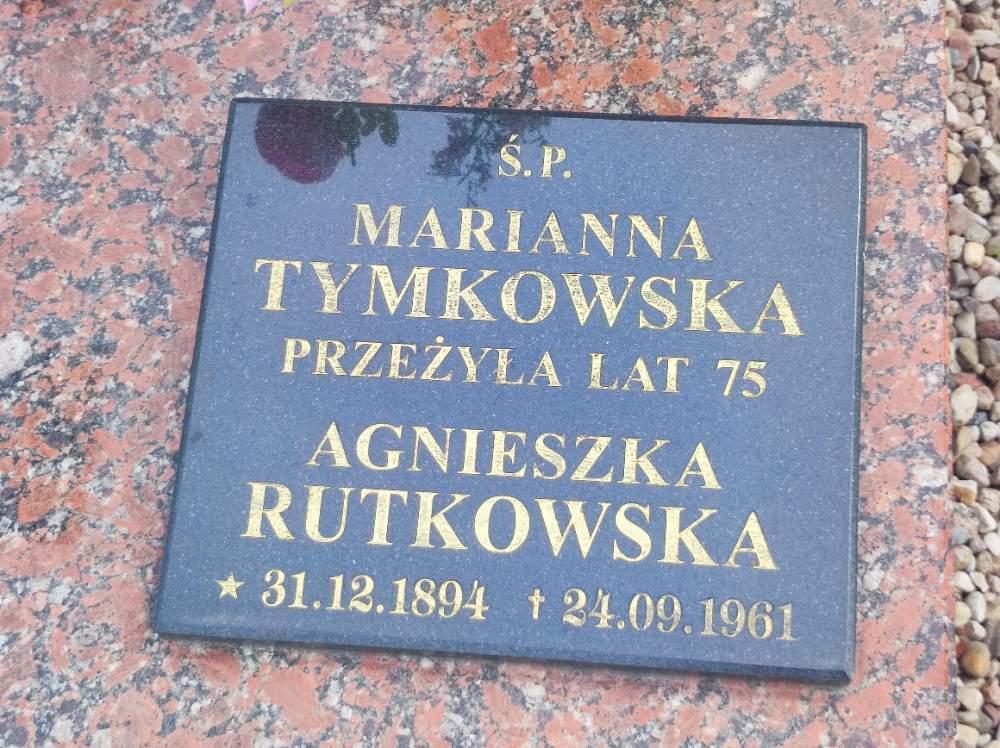 Ś.P.
MARIANNA
TYMKOWSKA
PRZEŻYŁA LAT 75
AGNIESZKA
RUTKOWSKA
★ 31.12.1894 † 24.09.1961